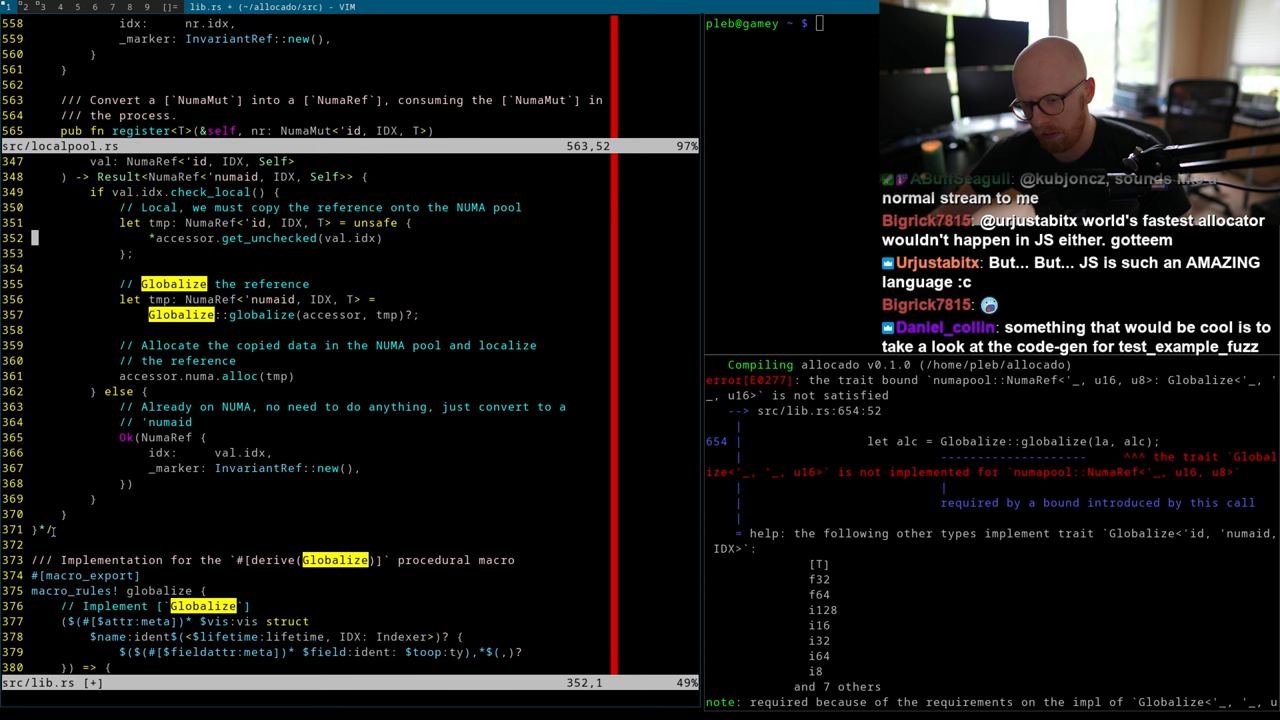 1 2 3 4 5 6 7 8 9 []= lib.rs + (~/allocado/src) - VIM
558             idx:    nr.idx,
559             _marker: InvariantRef::new(),
560         }
561     }
562
563     /// Convert a [`NumaMut`] into a [`NumaRef`], consuming the [`NumaMut`] in
564     /// the process.
565     pub fn register<T>(&self, nr: NumaMut<'id, IDX, T>)
src/localpool.rs 563,52 97%
347         val: NumaRef<'id, IDX, Self>
348     ) -> Result<NumaRef<'numaid, IDX, Self>> {
349         if val.idx.check_local() {
350             // Local, we must copy the reference onto the NUMA pool
351             let tmp: NumaRef<'id, IDX, T> = unsafe {
352                 *accessor.get_unchecked(val.idx)
353             };
354
355             // Globalize the reference
356             let tmp: NumaRef<'numaid, IDX, T> =
357                 Globalize::globalize(accessor, tmp)?;
358
359             // Allocate the copied data in the NUMA pool and localize
360             // the reference
361             accessor.numa.alloc(tmp)
362         } else {
363             // Already on NUMA, no need to do anything, just convert to a
364             // 'numaid
365             Ok(NumaRef {
366                 idx:     val.idx,
367                 _marker: InvariantRef::new(),
368             })
369         }
370     }
371 }*/
372
373 /// Implementation for the `#[derive(Globalize)]` procedural macro
374 #[macro_export]
375 macro_rules! globalize {
376     // Implement [`Globalize`]
377     ($(#[$attr:meta])* $vis:vis struct
378         $name:ident$(<$lifetime:lifetime, IDX: Indexer>)? {
379             $($(#[$fieldattr:meta])* $field:ident: $toop:ty),*$(,)?
380     }) => {
src/lib.rs [+] 352,1 49%
pleb@gamey ~ $
ABuffSeagull: @kubjoncz, sounds like a
normal stream to me
Bigrick7815: @urjustabitx world's fastest allocator
wouldn't happen in JS either. gotteem
Urjustabitx: But... But... JS is such an AMAZING
language :c
Bigrick7815:
Daniel_collin: something that would be cool is to
take a look at the code-gen for test_example_fuzz
Compiling allocado v0.1.0 (/home/pleb/allocado)
error[E0277]: the trait bound `numapool::NumaRef<'_, u16, u8>: Globalize<'_, '
_, u16>` is not satisfied
--> src/lib.rs:654:52
|
654 |                 let alc = Globalize::globalize(la, alc);
|                           -------------------- ^^^ the trait `Global
ize<'_, '_, u16>` is not implemented for `numapool::NumaRef<'_, u16, u8>`
|                           |
|                           required by a bound introduced by this call
|
= help: the following other types implement trait `Globalize<'id, 'numaid,
IDX>`:
[T]
f32
f64
i128
i16
i32
i64
i8
and 7 others
note: required because of the requirements on the impl of `Globalize<'_, '_, u